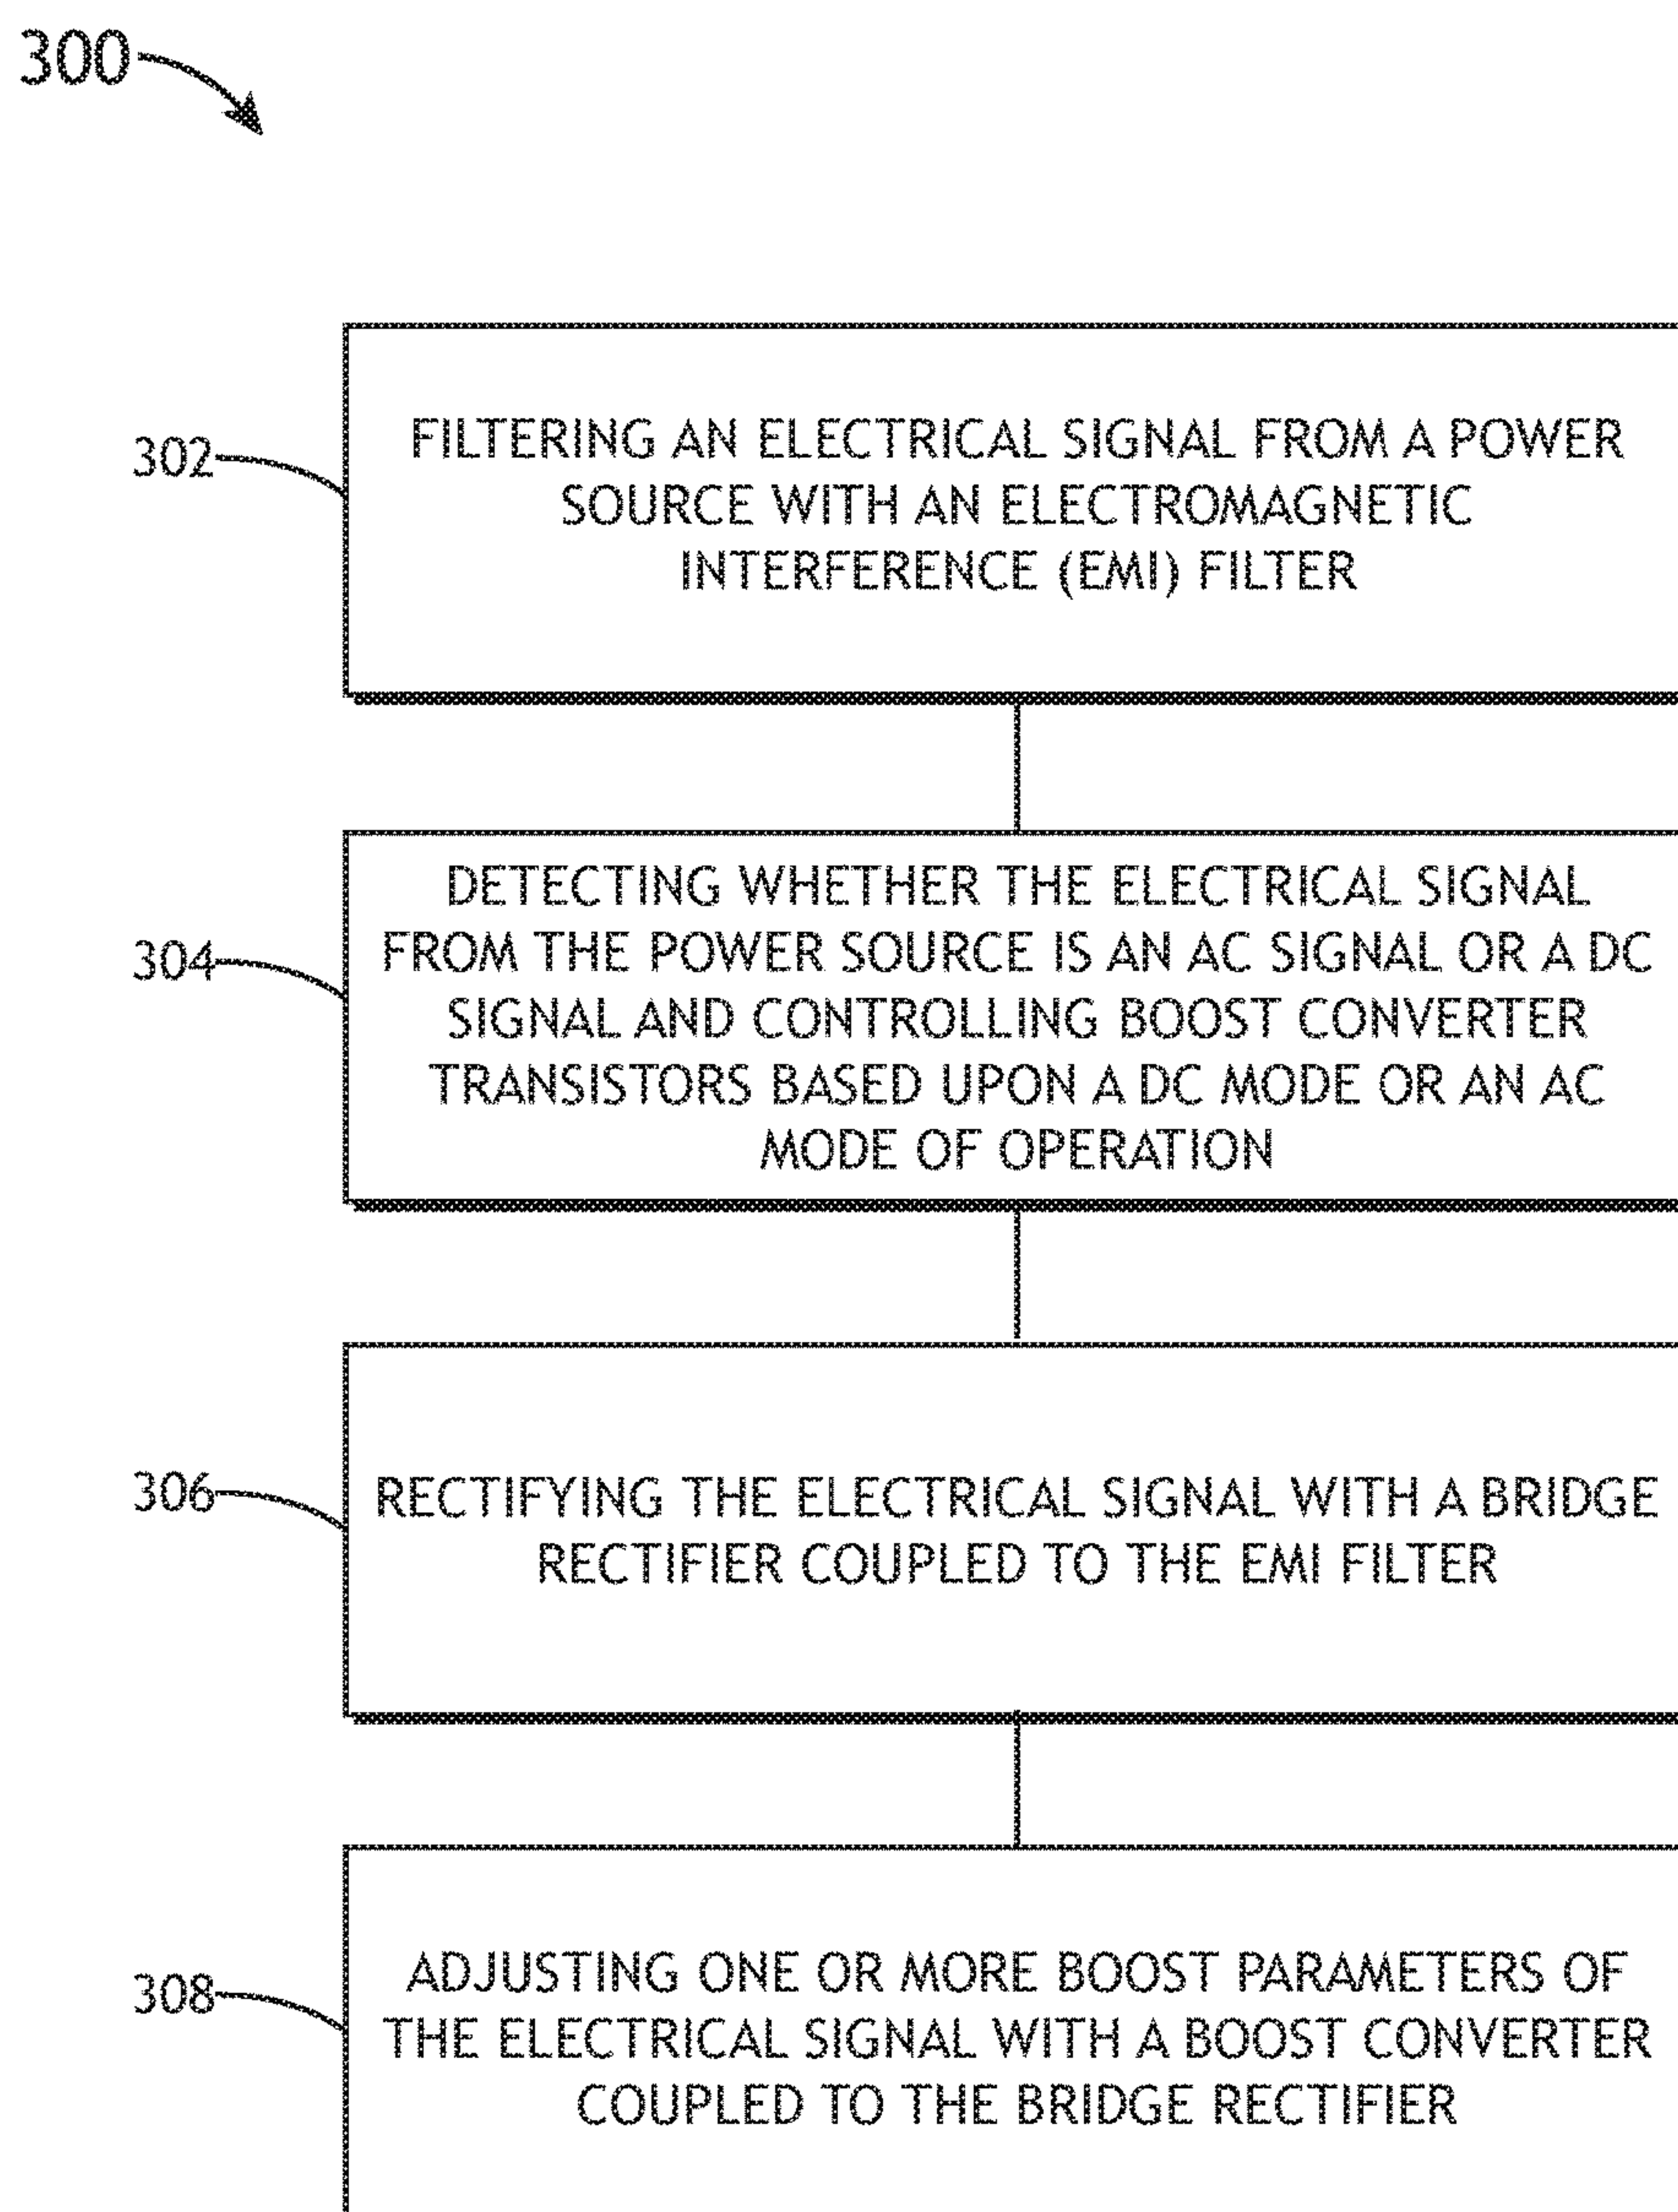 300
302
FILTERING AN ELECTRICAL SIGNAL FROM A POWER
SOURCE WITH AN ELECTROMAGNETIC
INTERFERENCE (EMI) FILTER
304
DETECTING WHETHER THE ELECTRICAL SIGNAL
FROM THE POWER SOURCE IS AN AC SIGNAL OR A DC
SIGNAL AND CONTROLLING BOOST CONVERTER
TRANSISTORS BASED UPON A DC MODE OR AN AC
MODE OF OPERATION
306
RECTIFYING THE ELECTRICAL SIGNAL WITH A BRIDGE
RECTIFIER COUPLED TO THE EMI FILTER
308
ADJUSTING ONE OR MORE BOOST PARAMETERS OF
THE ELECTRICAL SIGNAL WITH A BOOST CONVERTER
COUPLED TO THE BRIDGE RECTIFIER